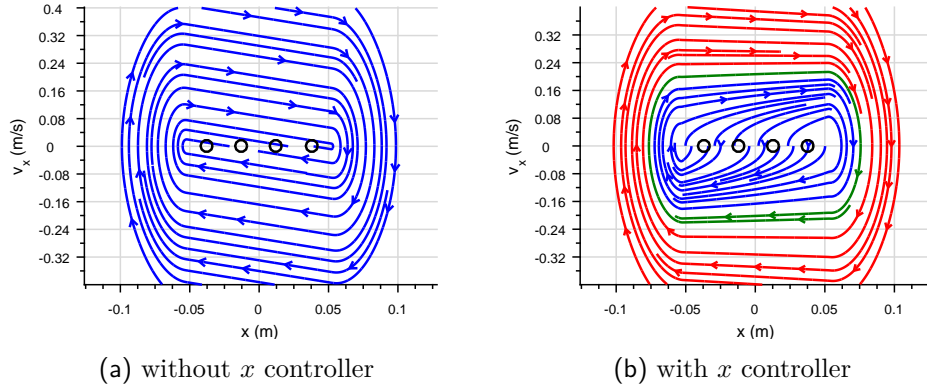 0.4
0.32
0.24
0.16
0.08
0
-0.08
-0.16
-0.24
-0.32
v_x (m/s)
-0.1 -0.05 0 0.05 0.1
x (m)
(a) without x controller
0.32
0.24
0.16
0.08
0
-0.08
-0.16
-0.24
-0.32
v_x (m/s)
-0.1 -0.05 0 0.05 0.1
x (m)
(b) with x controller